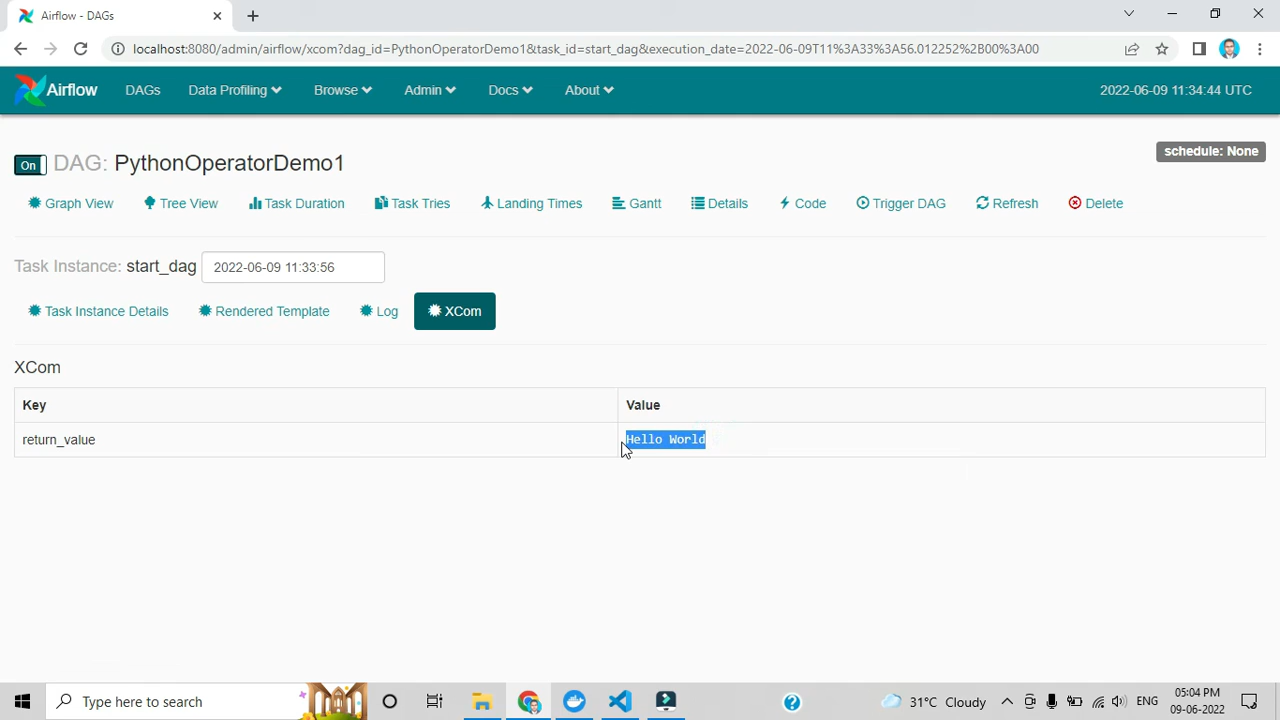 Airflow - DAGs
localhost:8080/admin/airflow/xcom?dag_id=PythonOperatorDemo1&task_id=start_dag&execution_date=2022-06-09T11%3A33%3A56.012252%2B00%3A00
Airflow DAGs Data Profiling Browse Admin Docs About 2022-06-09 11:34:44 UTC
On DAG: PythonOperatorDemo1 schedule: None
Graph View Tree View Task Duration Task Tries Landing Times Gantt Details Code Trigger DAG Refresh Delete
Task Instance: start_dag 2022-06-09 11:33:56
Task Instance Details Rendered Template Log XCom
XCom
Key Value
return_value Hello World
Type here to search 31°C Cloudy ENG 05:04 PM
09-06-2022